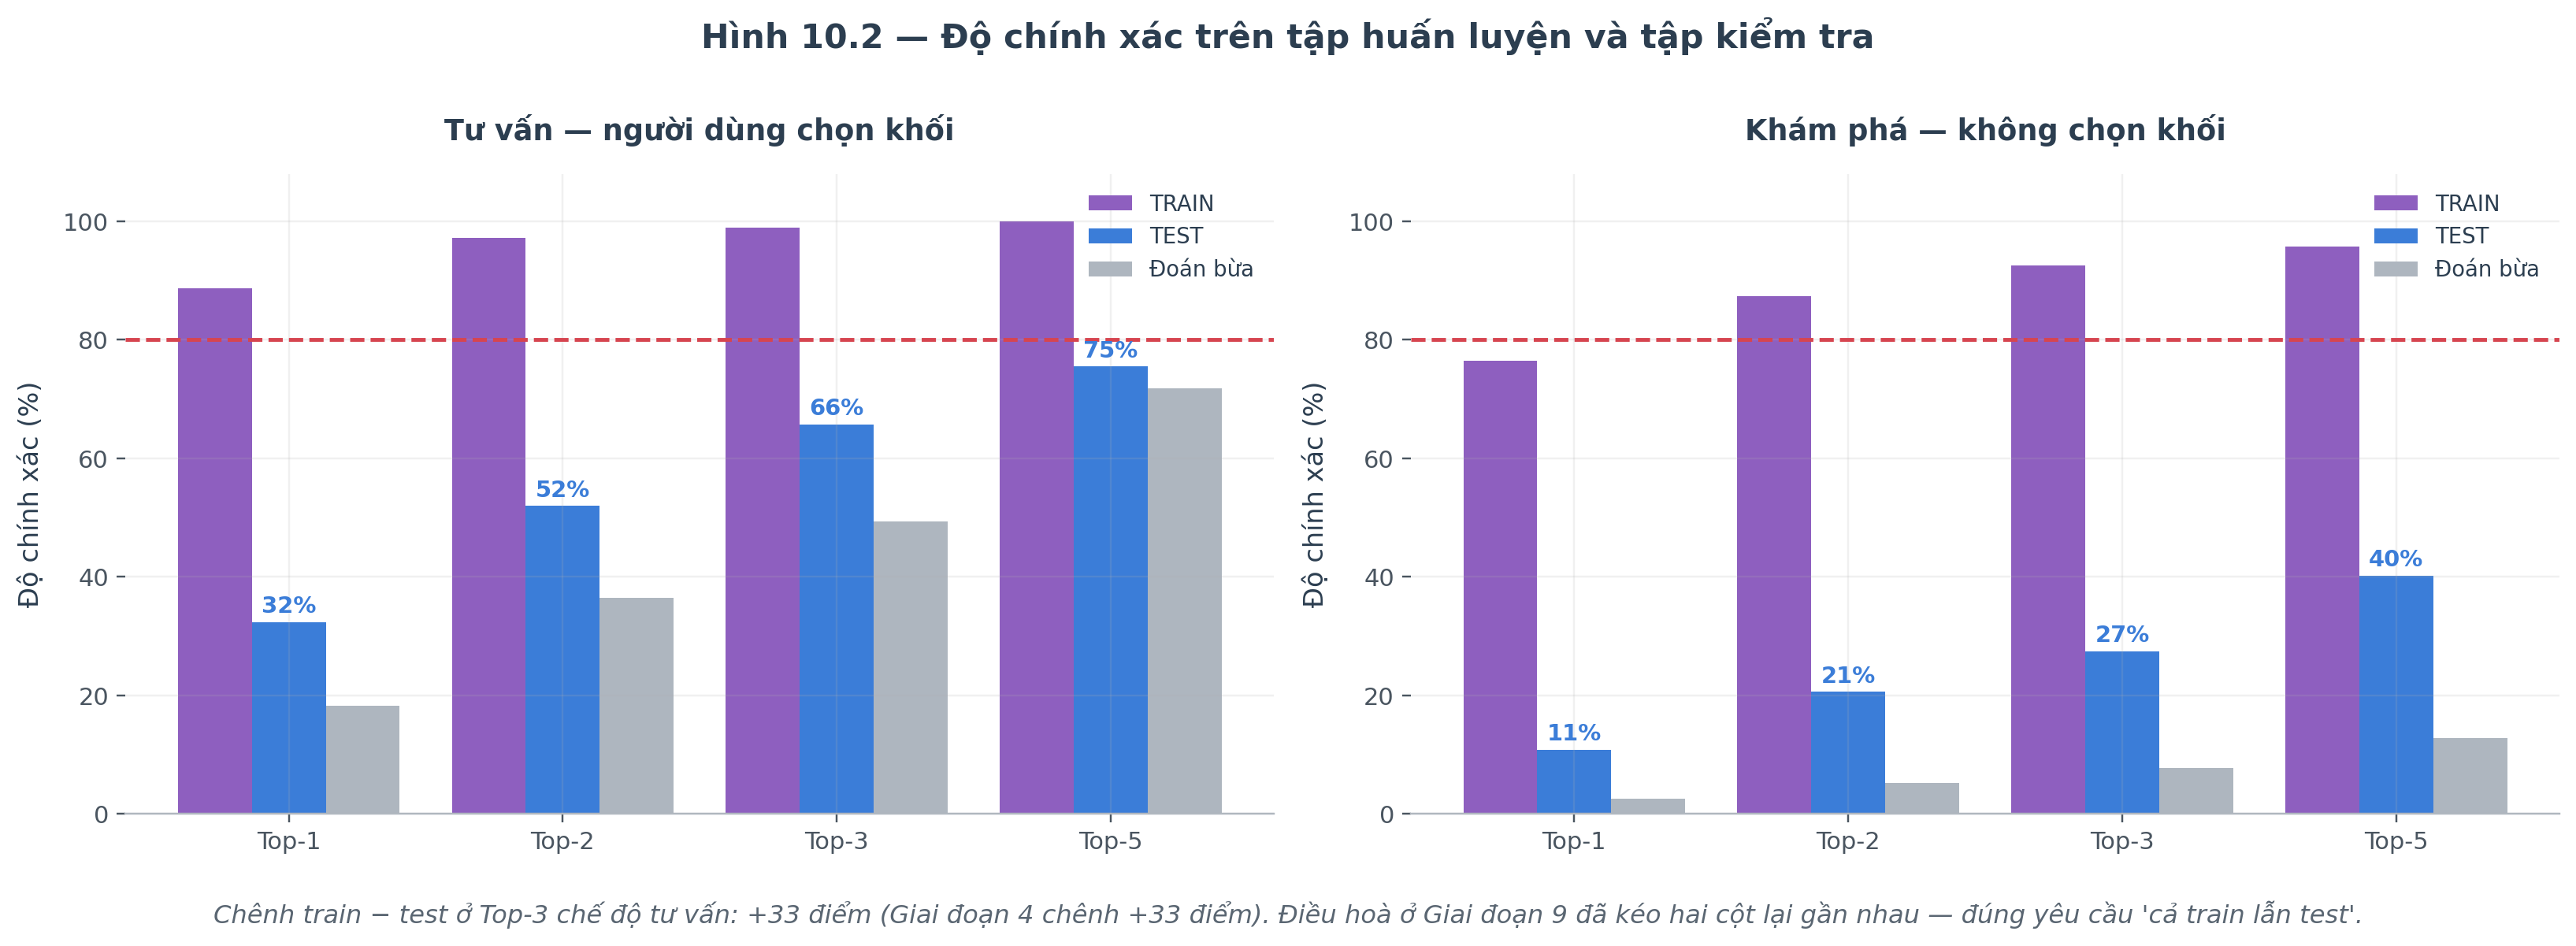 Hình 10.2 — Độ chính xác trên tập huấn luyện và tập kiểm tra
Tư vấn — người dùng chọn khối
Độ chính xác (%)
100
80
60
40
20
0
TRAIN
TEST
Đoán bừa
32%
52%
66%
75%
Top-1
Top-2
Top-3
Top-5
Khám phá — không chọn khối
Độ chính xác (%)
100
80
60
40
20
0
TRAIN
TEST
Đoán bừa
11%
21%
27%
40%
Top-1
Top-2
Top-3
Top-5
Chênh train − test ở Top-3 chế độ tư vấn: +33 điểm (Giai đoạn 4 chênh +33 điểm). Điều hoà ở Giai đoạn 9 đã kéo hai cột lại gần nhau — đúng yêu cầu 'cả train lẫn test'.